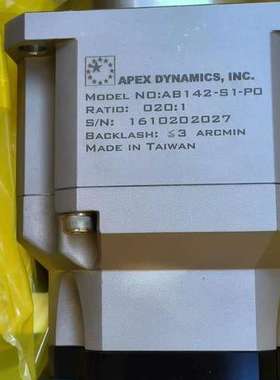 APEX DYNAMICS, INC.
MODEL NO:AB142-S1-P0
RATIO: 020:1
S/N: 1610202027
BACKLASH: ≤3 ARCMIN
MADE IN TAIWAN